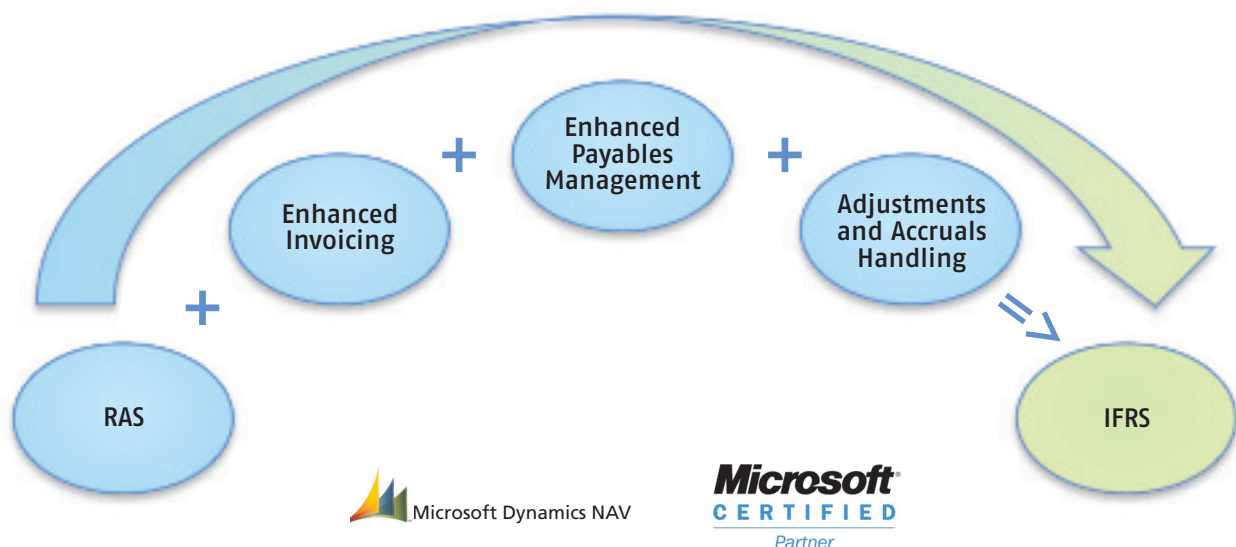 Enhanced
Payables
Management
+
+
Enhanced
Invoicing
Adjustments
and Accruals
Handling
+
RAS
IFRS
Microsoft Dynamics NAV
Microsoft®
CERTIFIED
Partner